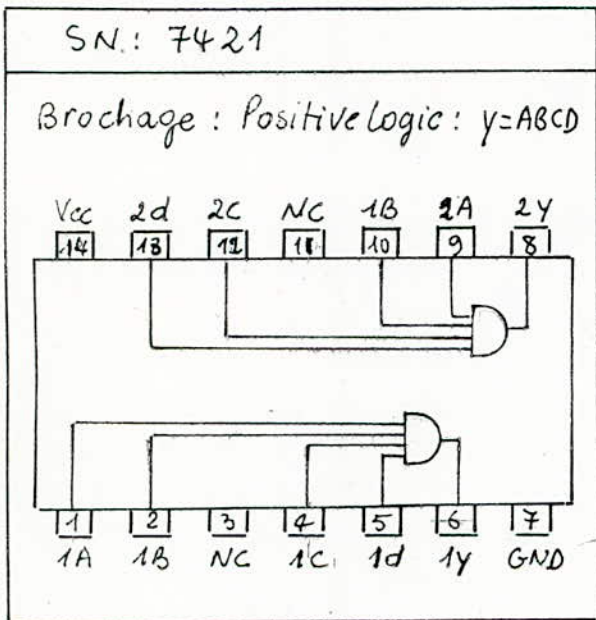 SN.: 7421
Brochage : Positive Logic : y=ABCD
Vcc 2d 2C NC 1B 2A 2Y
14 13 12 11 10 9 8
1 2 3 4 5 6 7
1A 1B NC 1C 1d 1y GND